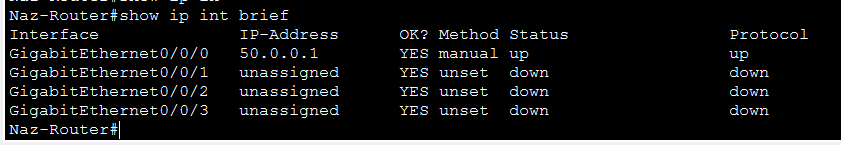 Naz-Router#show ip int brief
Interface              IP-Address      OK? Method Status                Protocol
GigabitEthernet0/0/0   50.0.0.1        YES manual up                    up
GigabitEthernet0/0/1   unassigned      YES unset  down                  down
GigabitEthernet0/0/2   unassigned      YES unset  down                  down
GigabitEthernet0/0/3   unassigned      YES unset  down                  down
Naz-Router#